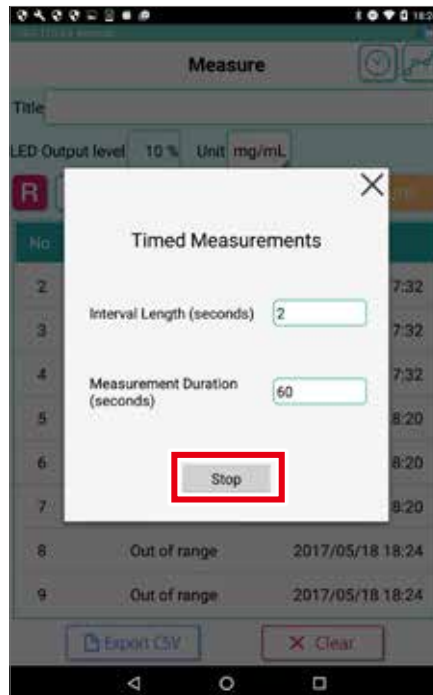 18:2
Measure
Title
LED Output level 10 % Unit mg/mL
R
No
Timed Measurements
2 7:32
Interval Length (seconds) 2
3 7:32
4 7:32
Measurement Duration
(seconds) 60
5 8:20
6 8:20
Stop
7 8:20
8 Out of range 2017/05/18 18:24
9 Out of range 2017/05/18 18:24
Export CSV Clear